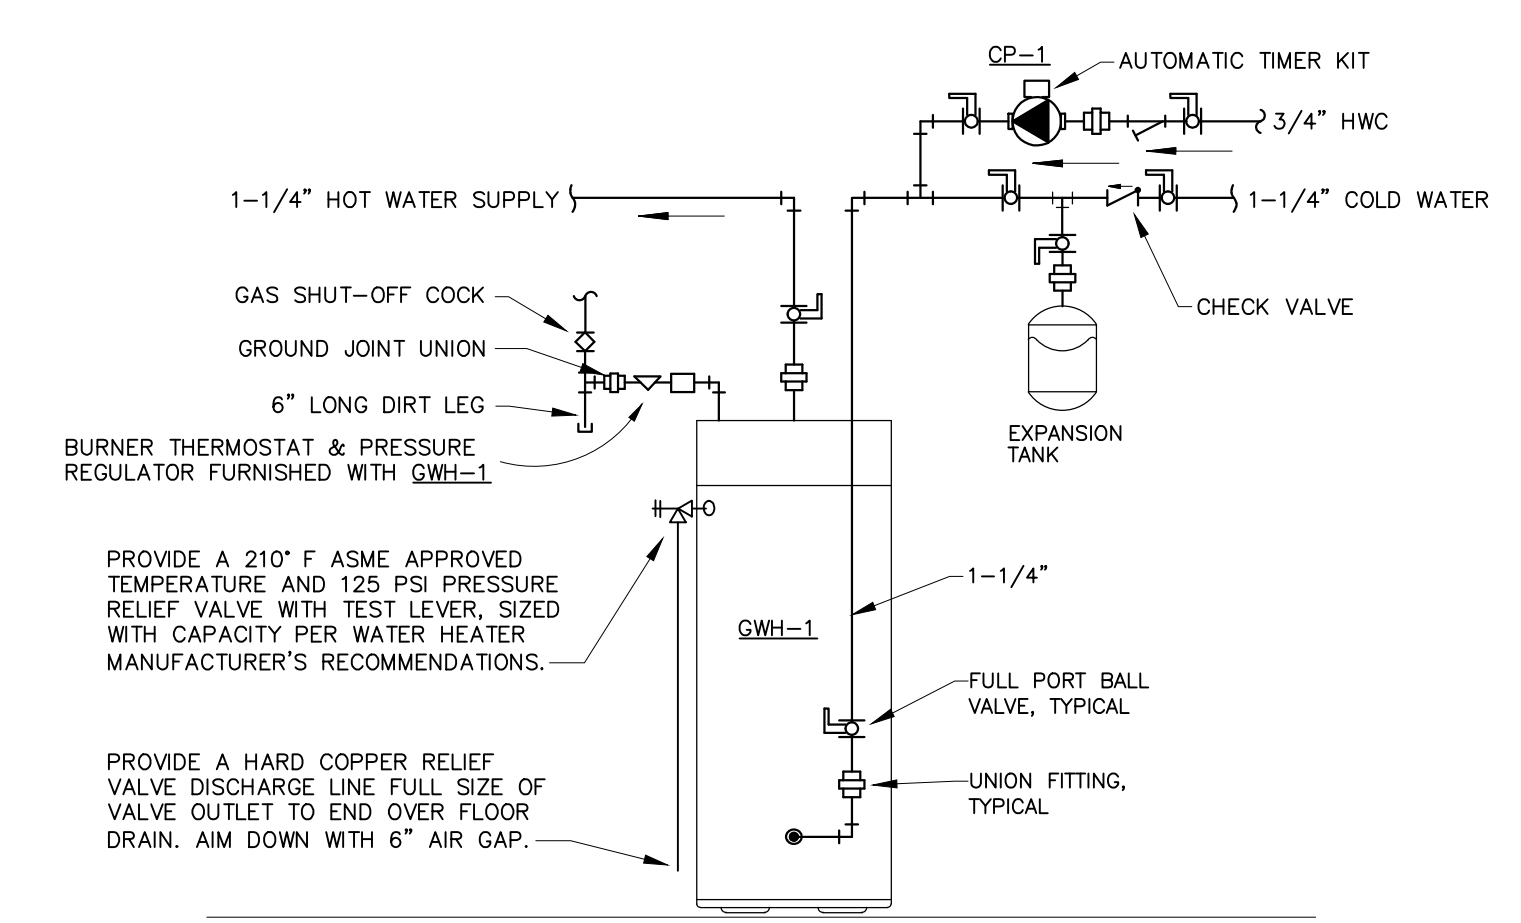 CP-1
AUTOMATIC TIMER KIT
3/4" HWC
1-1/4" HOT WATER SUPPLY
1-1/4" COLD WATER
GAS SHUT-OFF COCK
CHECK VALVE
GROUND JOINT UNION
6" LONG DIRT LEG
EXPANSION
TANK
BURNER THERMOSTAT & PRESSURE
REGULATOR FURNISHED WITH GWH-1
PROVIDE A 210° F ASME APPROVED
TEMPERATURE AND 125 PSI PRESSURE
RELIEF VALVE WITH TEST LEVER, SIZED
WITH CAPACITY PER WATER HEATER
MANUFACTURER'S RECOMMENDATIONS.
1-1/4"
GWH-1
FULL PORT BALL
VALVE, TYPICAL
PROVIDE A HARD COPPER RELIEF
VALVE DISCHARGE LINE FULL SIZE OF
VALVE OUTLET TO END OVER FLOOR
DRAIN. AIM DOWN WITH 6" AIR GAP.
UNION FITTING,
TYPICAL